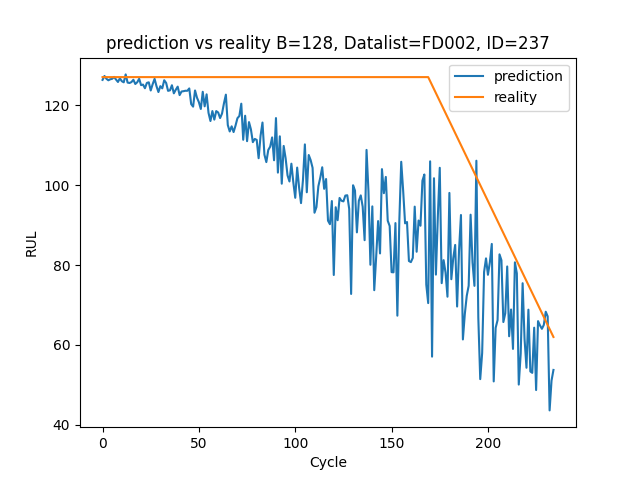 prediction vs reality B=128, Datalist=FD002, ID=237
prediction
reality
120
100
80
60
40
RUL
0
50
100
150
200
Cycle